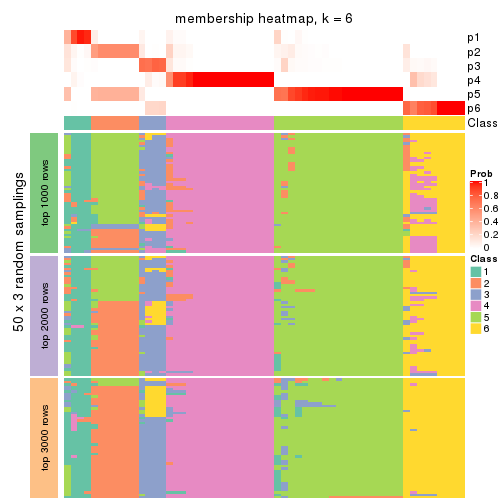 membership heatmap, k = 6
p1
p2
p3
p4
p5
p6
Class
50 x 3 random samplings
top 1000 rows
top 2000 rows
top 3000 rows
Prob
1
0.8
0.6
0.4
0.2
0
Class
1
2
3
4
5
6